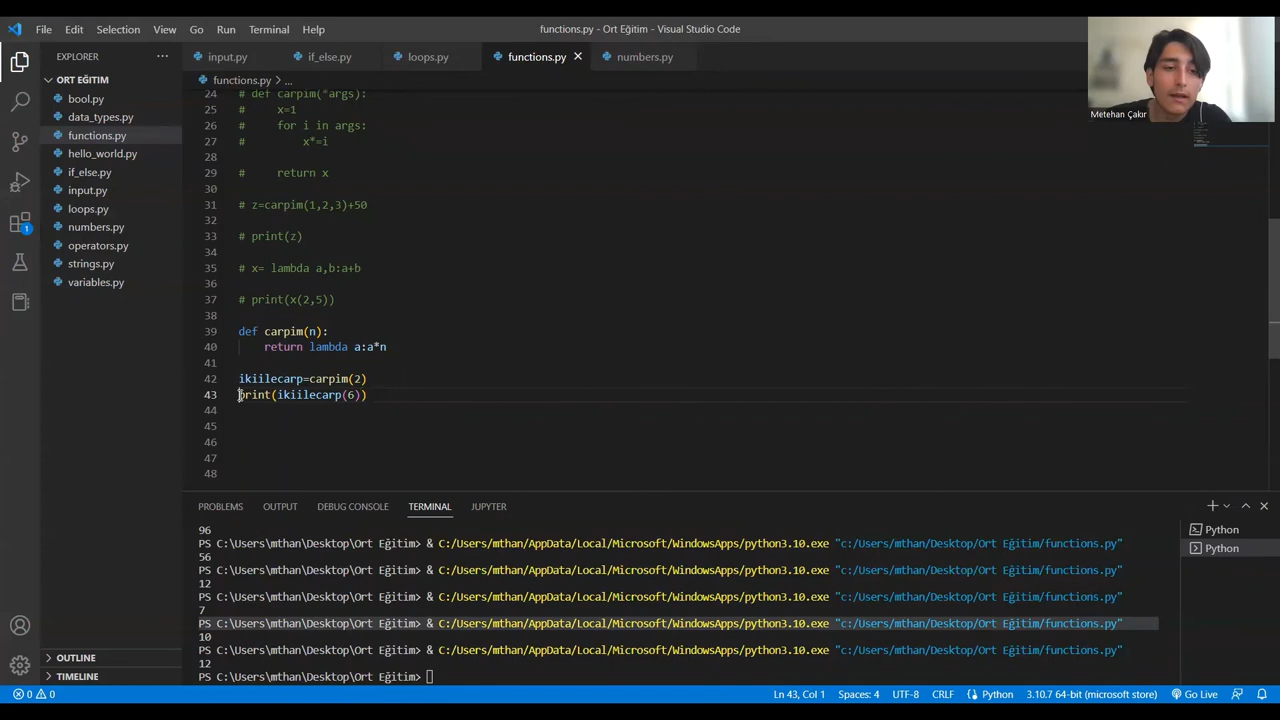 File Edit Selection View Go Run Terminal Help
functions.py - Ort Eğitim - Visual Studio Code
EXPLORER
input.py
if_else.py
loops.py
functions.py
numbers.py
ORT EĞITIM
functions.py > ...
bool.py
data_types.py
functions.py
hello_world.py
if_else.py
input.py
loops.py
numbers.py
operators.py
strings.py
variables.py
24 # def carpim(*args):
25 #     x=1
26 #     for i in args:
27 #         x*=i
28
29 #     return x
30
31 # z=carpim(1,2,3)+50
32
33 # print(z)
34
35 # x= lambda a,b:a+b
36
37 # print(x(2,5))
38
39 def carpim(n):
40     return lambda a:a*n
41
42 ikiilecarp=carpim(2)
43 print(ikiilecarp(6))
44
45
46
47
48
Metehan Çakır
1
PROBLEMS OUTPUT DEBUG CONSOLE TERMINAL JUPYTER
96
PS C:\Users\mthan\Desktop\Ort Eğitim> & C:/Users/mthan/AppData/Local/Microsoft/WindowsApps/python3.10.exe "c:/Users/mthan/Desktop/Ort Eğitim/functions.py"
56
PS C:\Users\mthan\Desktop\Ort Eğitim> & C:/Users/mthan/AppData/Local/Microsoft/WindowsApps/python3.10.exe "c:/Users/mthan/Desktop/Ort Eğitim/functions.py"
12
PS C:\Users\mthan\Desktop\Ort Eğitim> & C:/Users/mthan/AppData/Local/Microsoft/WindowsApps/python3.10.exe "c:/Users/mthan/Desktop/Ort Eğitim/functions.py"
7
PS C:\Users\mthan\Desktop\Ort Eğitim> & C:/Users/mthan/AppData/Local/Microsoft/WindowsApps/python3.10.exe "c:/Users/mthan/Desktop/Ort Eğitim/functions.py"
10
PS C:\Users\mthan\Desktop\Ort Eğitim> & C:/Users/mthan/AppData/Local/Microsoft/WindowsApps/python3.10.exe "c:/Users/mthan/Desktop/Ort Eğitim/functions.py"
12
PS C:\Users\mthan\Desktop\Ort Eğitim>
Python
Python
OUTLINE
TIMELINE
0 0 Ln 43, Col 1 Spaces: 4 UTF-8 CRLF Python 3.10.7 64-bit (microsoft store) Go Live